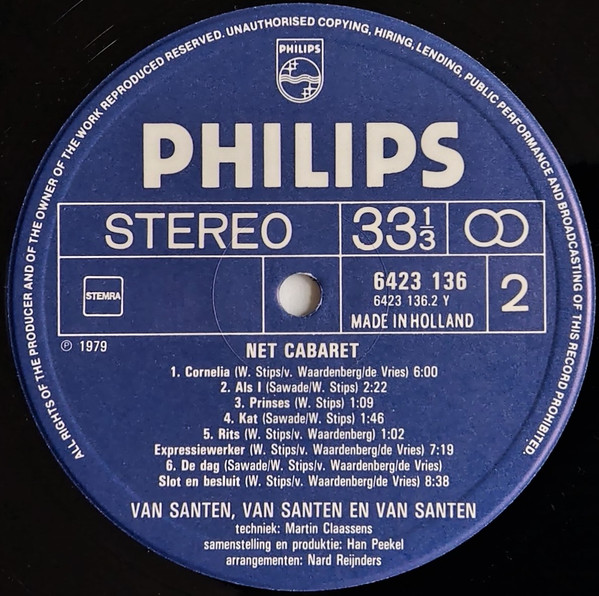 ALL RIGHTS OF THE PRODUCER AND OF THE OWNER OF THE WORK REPRODUCED RESERVED. UNAUTHORISED COPYING, HIRING, LENDING, PUBLIC PERFORMANCE AND BROADCASTING OF THIS RECORD PROHIBITED.
PHILIPS
PHILIPS
STEREO 33 1/3
STEMRA 6423 136 2
6423 136.2 Y
MADE IN HOLLAND
℗ 1979
NET CABARET
1. Cornelia (W. Stips/v. Waardenberg/de Vries) 6:00
2. Als I (Sawade/W. Stips) 2:22
3. Prinses (W. Stips) 1:09
4. Kat (Sawade/W. Stips) 1:46
5. Rits (W. Stips/v. Waardenberg) 1:02
Expressiewerker (W. Stips/v. Waardenberg/de Vries) 7:19
6. De dag (Sawade/W. Stips/v. Waardenberg/de Vries)
Slot en besluit (W. Stips/v. Waardenberg/de Vries) 8:38
VAN SANTEN, VAN SANTEN EN VAN SANTEN
techniek: Martin Claassens
samenstelling en produktie: Han Peekel
arrangementen: Nard Reijnders